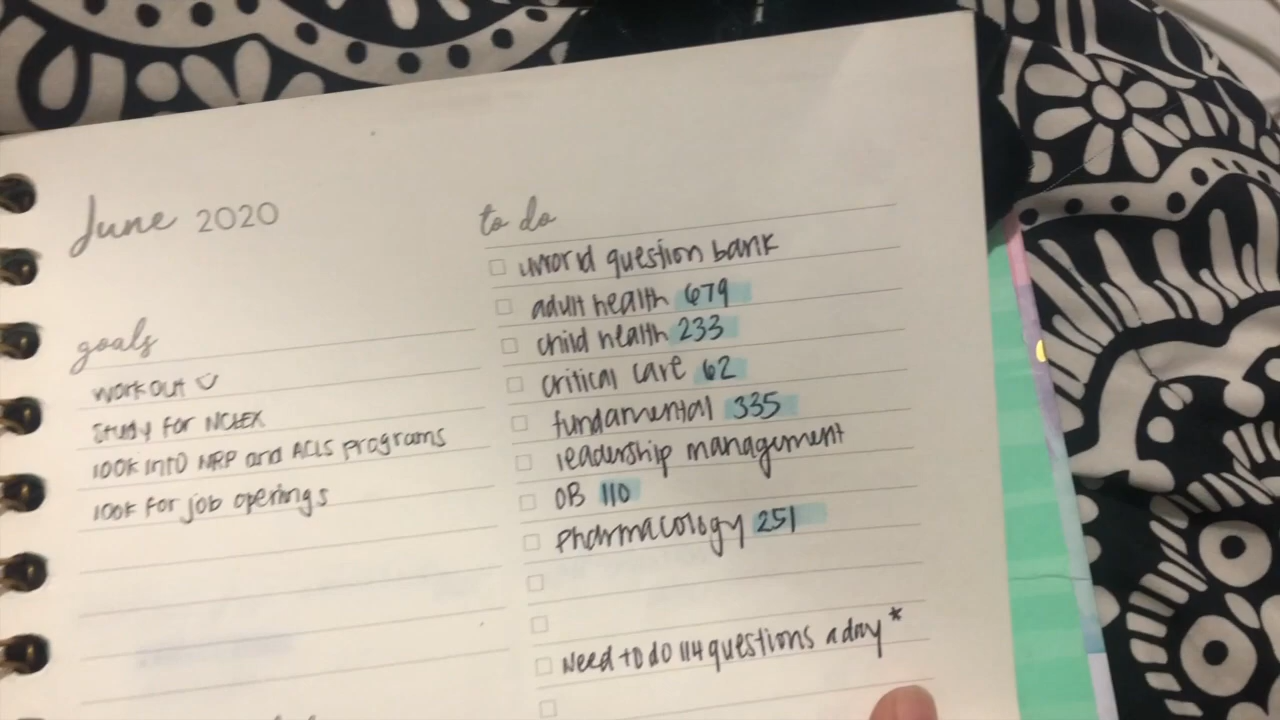 June 2020
goals
workout
study for NCLEX
look into NRP and ACLS programs
look for job openings
to do
uworld question bank
adult health 679
child health 233
critical care 62
fundamental 335
leadership management
OB 110
pharmacology 251
Need to do 114 questions a day*